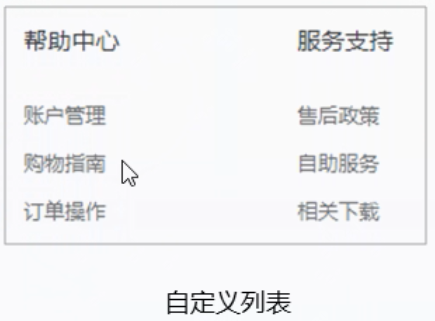 帮助中心 服务支持
账户管理 售后政策
购物指南 自助服务
订单操作 相关下载
自定义列表